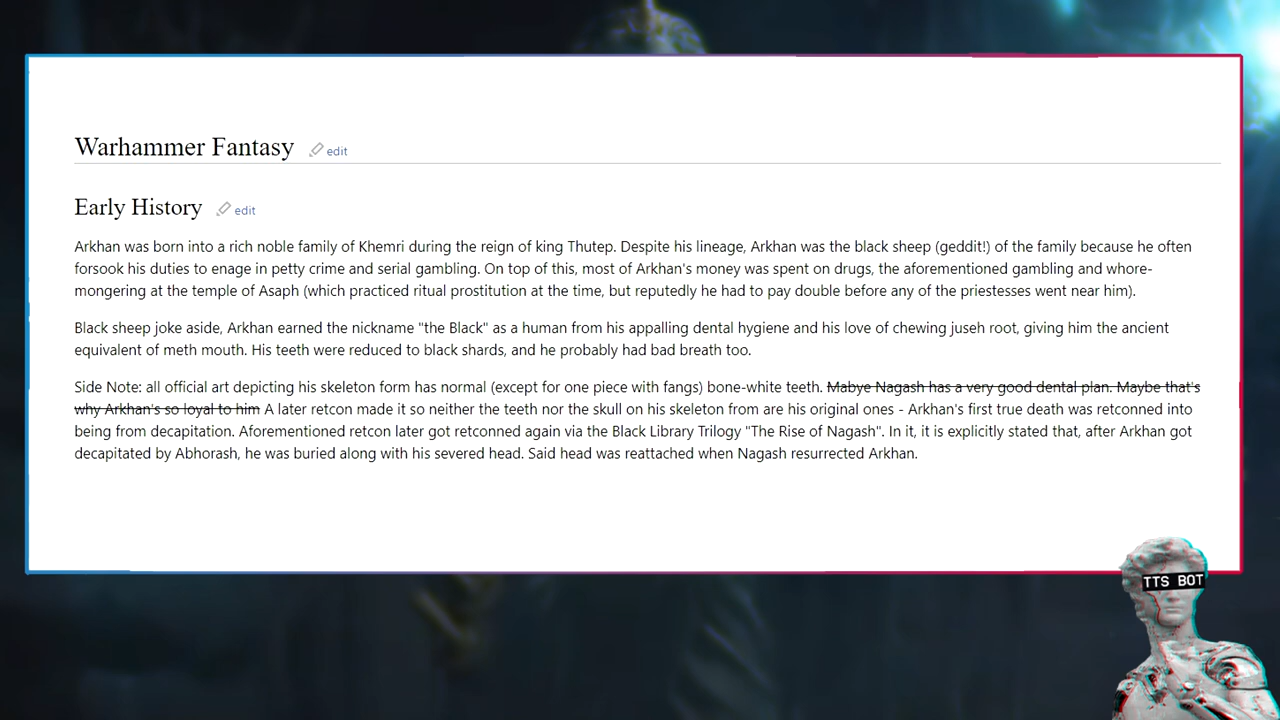 Warhammer Fantasy edit
Early History edit
Arkhan was born into a rich noble family of Khemri during the reign of king Thutep. Despite his lineage, Arkhan was the black sheep (geddit!) of the family because he often
forsook his duties to enage in petty crime and serial gambling. On top of this, most of Arkhan's money was spent on drugs, the aforementioned gambling and whore-
mongering at the temple of Asaph (which practiced ritual prostitution at the time, but reputedly he had to pay double before any of the priestesses went near him).
Black sheep joke aside, Arkhan earned the nickname "the Black" as a human from his appalling dental hygiene and his love of chewing juseh root, giving him the ancient
equivalent of meth mouth. His teeth were reduced to black shards, and he probably had bad breath too.
Side Note: all official art depicting his skeleton form has normal (except for one piece with fangs) bone-white teeth. Mabye Nagash has a very good dental plan. Maybe that's
why Arkhan's so loyal to him A later retcon made it so neither the teeth nor the skull on his skeleton from are his original ones - Arkhan's first true death was retconned into
being from decapitation. Aforementioned retcon later got retconned again via the Black Library Trilogy "The Rise of Nagash". In it, it is explicitly stated that, after Arkhan got
decapitated by Abhorash, he was buried along with his severed head. Said head was reattached when Nagash resurrected Arkhan.
TTS BOT